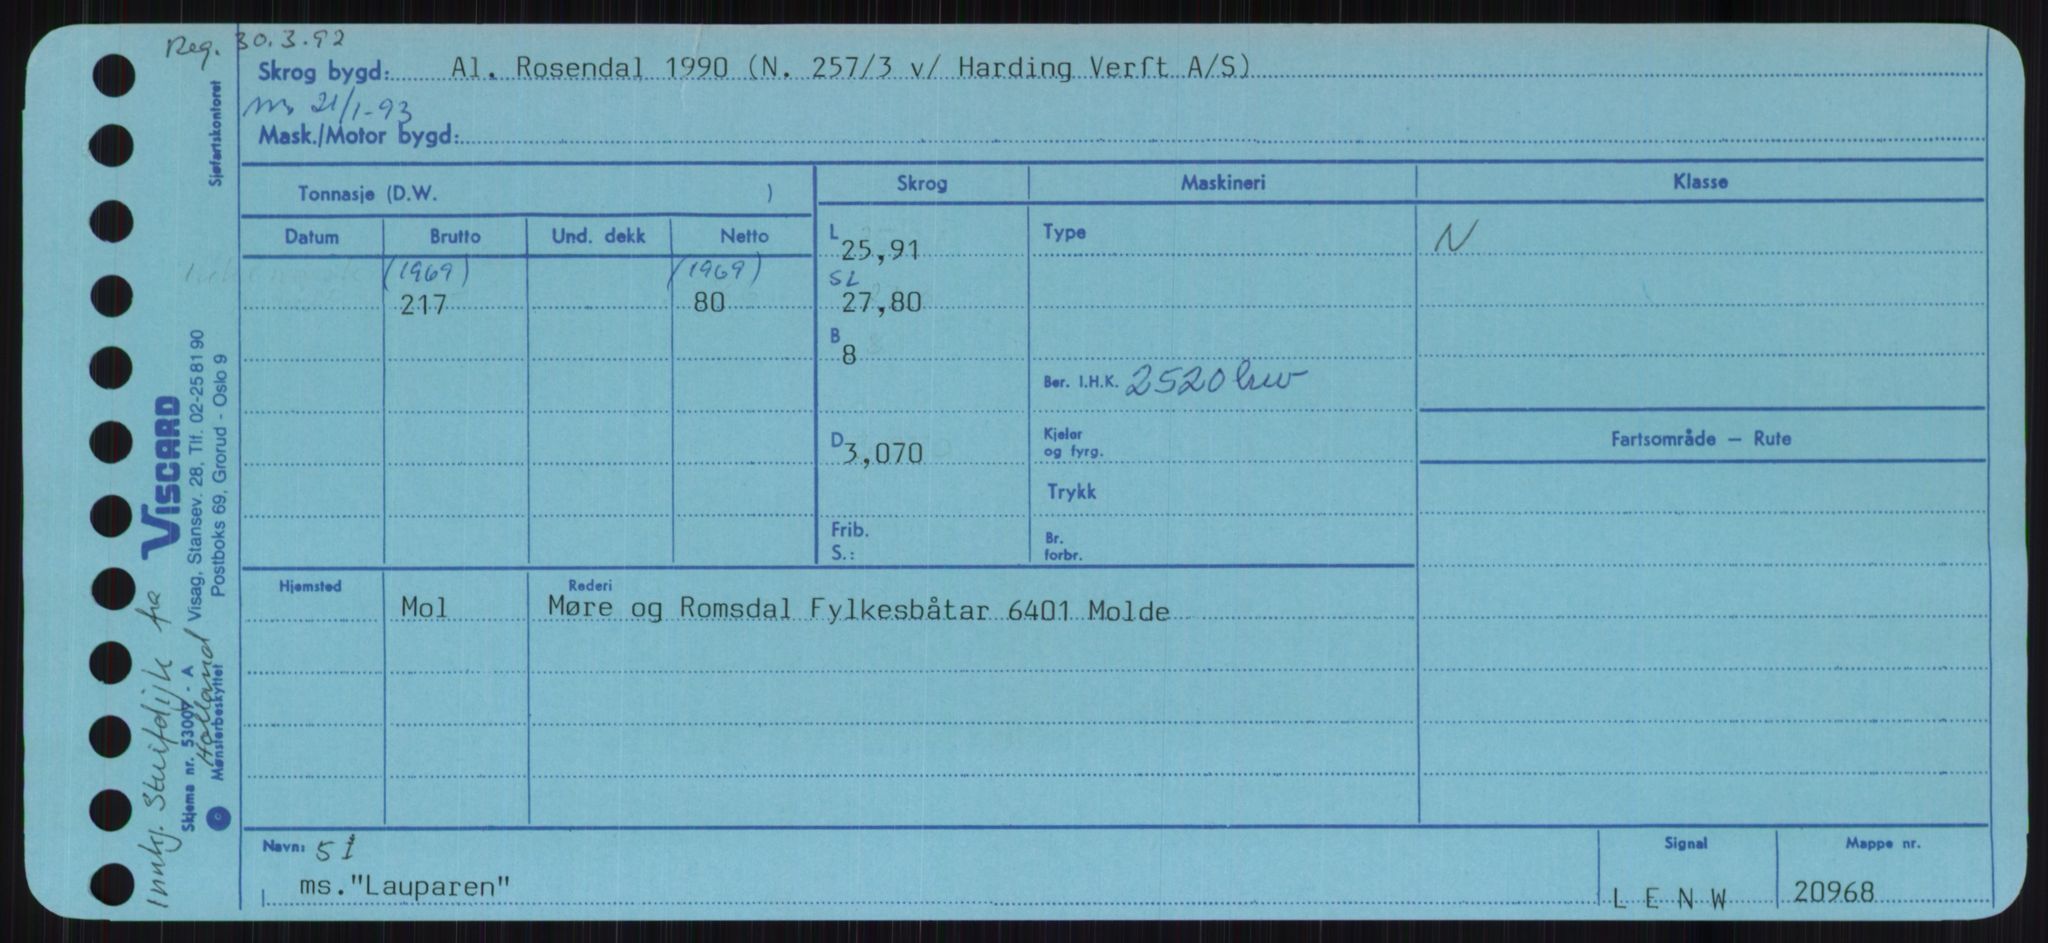 Reg. 30.3.92
Skrog bygd: Al. Rosendal 1990 (N. 257/3 v/ Harding Verft A/S)
ms 21/1-93
Mask./Motor bygd:
Sjøfartskontoret
Tonnasje (D.W. )
Skrog
Maskineri
Klasse
Datum Brutto Und. dekk Netto
(1969) (1969)
217 80
L 25,91
SL
27,80
B 8
D 3,070
Frib.
S.:
Type
Ber. I.H.K. 2520 kw
Kjeler
og fyrg.
Trykk
Br.
forbr.
N
Fartsområde — Rute
Hjemsted
Rederi
Mol Møre og Romsdal Fylkesbåtar 6401 Molde
Navn: 51
ms."Lauparen"
Signal
L E N W
Mappe nr.
20968
VISCARD
Visag, Stansev. 28, Tlf. 02-25 81 90
Postboks 69, Grorud - Oslo 9
Skjema nr. 53007 - A
Mønsterbeskyttet
Innkj. Stuifdijk fra
Holland